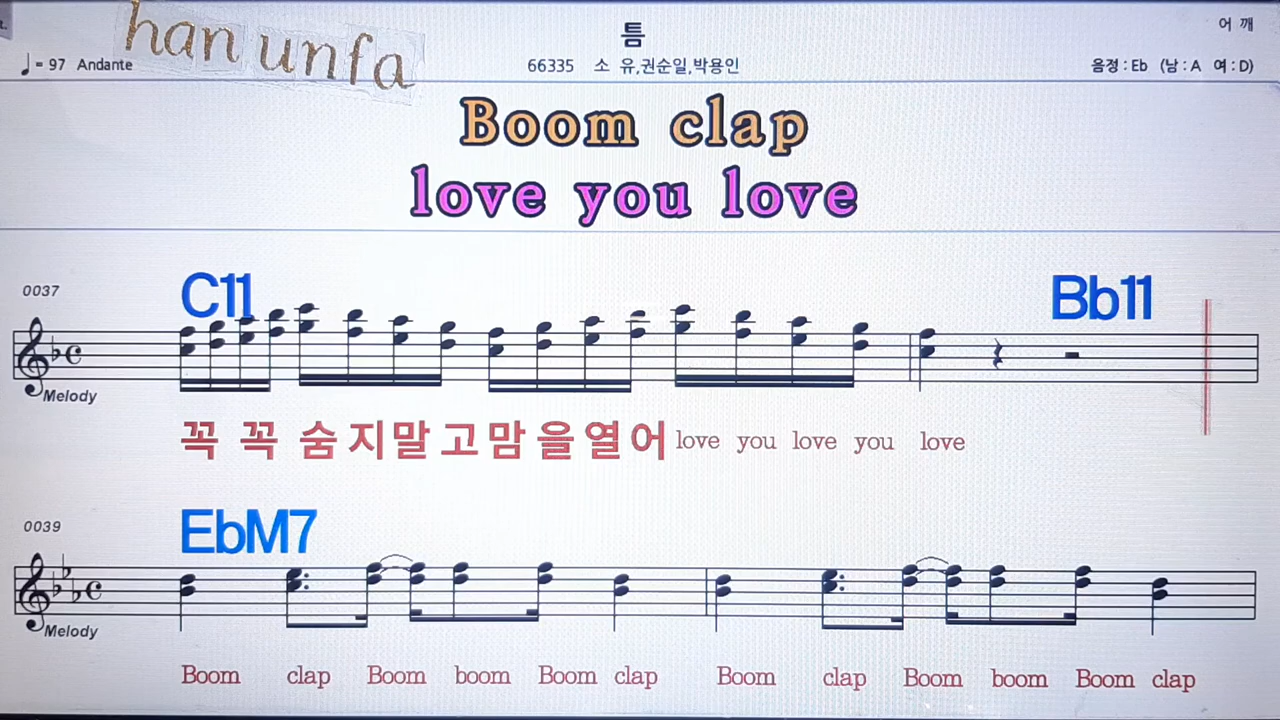 han unfa
틈
어 깨
♩= 97 Andante
66335 소 유,권순일,박용인
음정 : Eb (남 : A 여 : D)
Boom clap
love you love
0037
C11 Bb11
Melody
꼭 꼭 숨 지 말 고 맘 을 열 어 love you love you love
0039
EbM7
Melody
Boom clap Boom boom Boom clap Boom clap Boom boom Boom clap